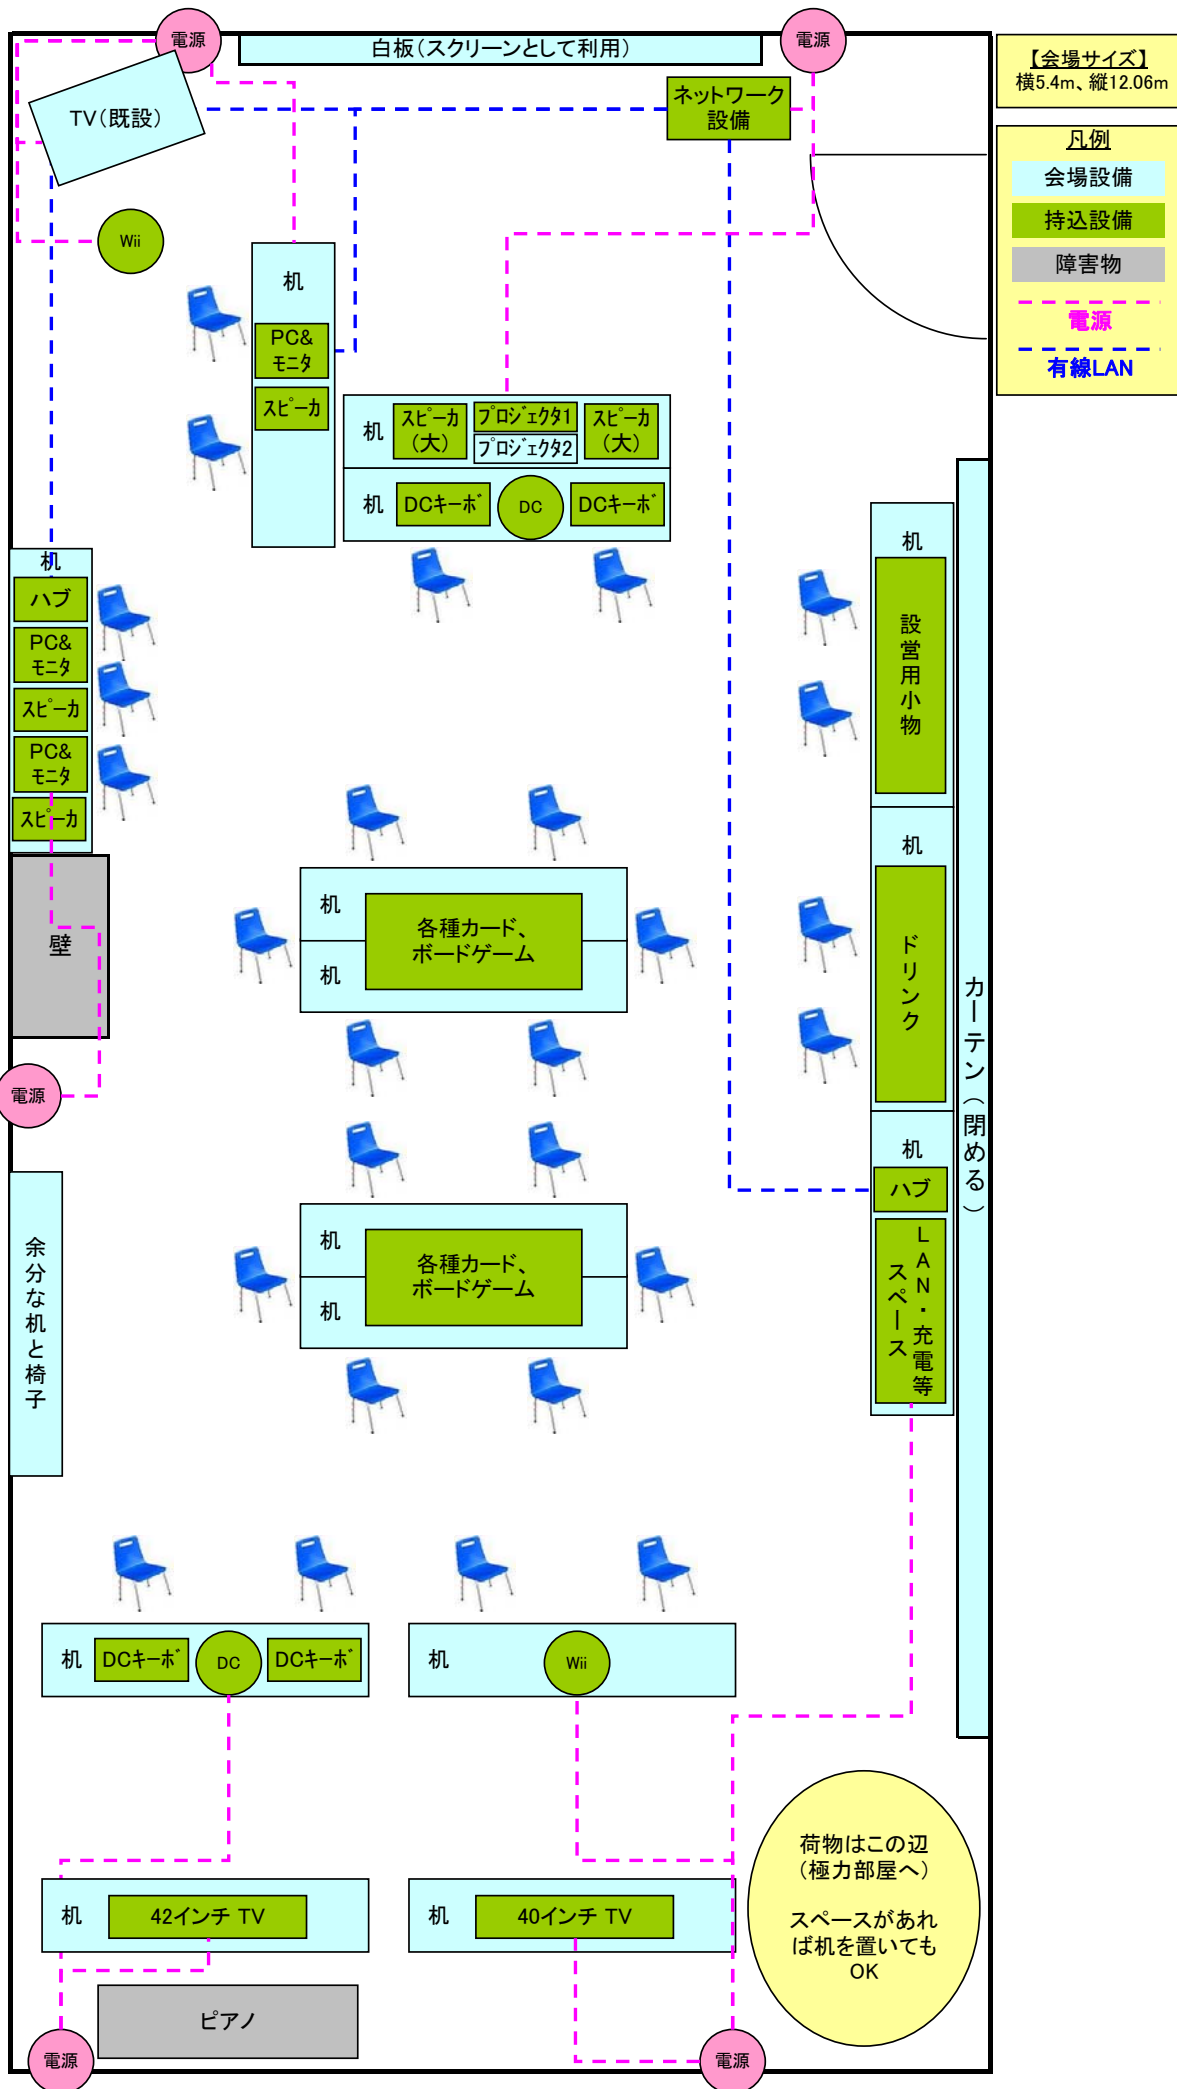 電源
白板（スクリーンとして利用）
電源
【会場サイズ】
横5.4m、縦12.06m
TV（既設）
ネットワーク
設備
凡例
会場設備
持込設備
障害物
電源
有線LAN
Wii
机
PC&
モニタ
スピーカ
机
スピーカ
（大）
プロジェクタ1
プロジェクタ2
スピーカ
（大）
机
DCキーボ
DC
DCキーボ
机
ハブ
PC&
モニタ
スピーカ
PC&
モニタ
スピーカ
壁
電源
余分な机と椅子
机
設営用小物
机
ドリンク
机
ハブ
LAN・充電等
スペース
カーテン（閉める）
机
各種カード、
ボードゲーム
机
机
各種カード、
ボードゲーム
机
机
DCキーボ
DC
DCキーボ
机
Wii
机
42インチ TV
机
40インチ TV
荷物はこの辺
（極力部屋へ）
スペースがあれ
ば机を置いても
OK
ピアノ
電源
電源